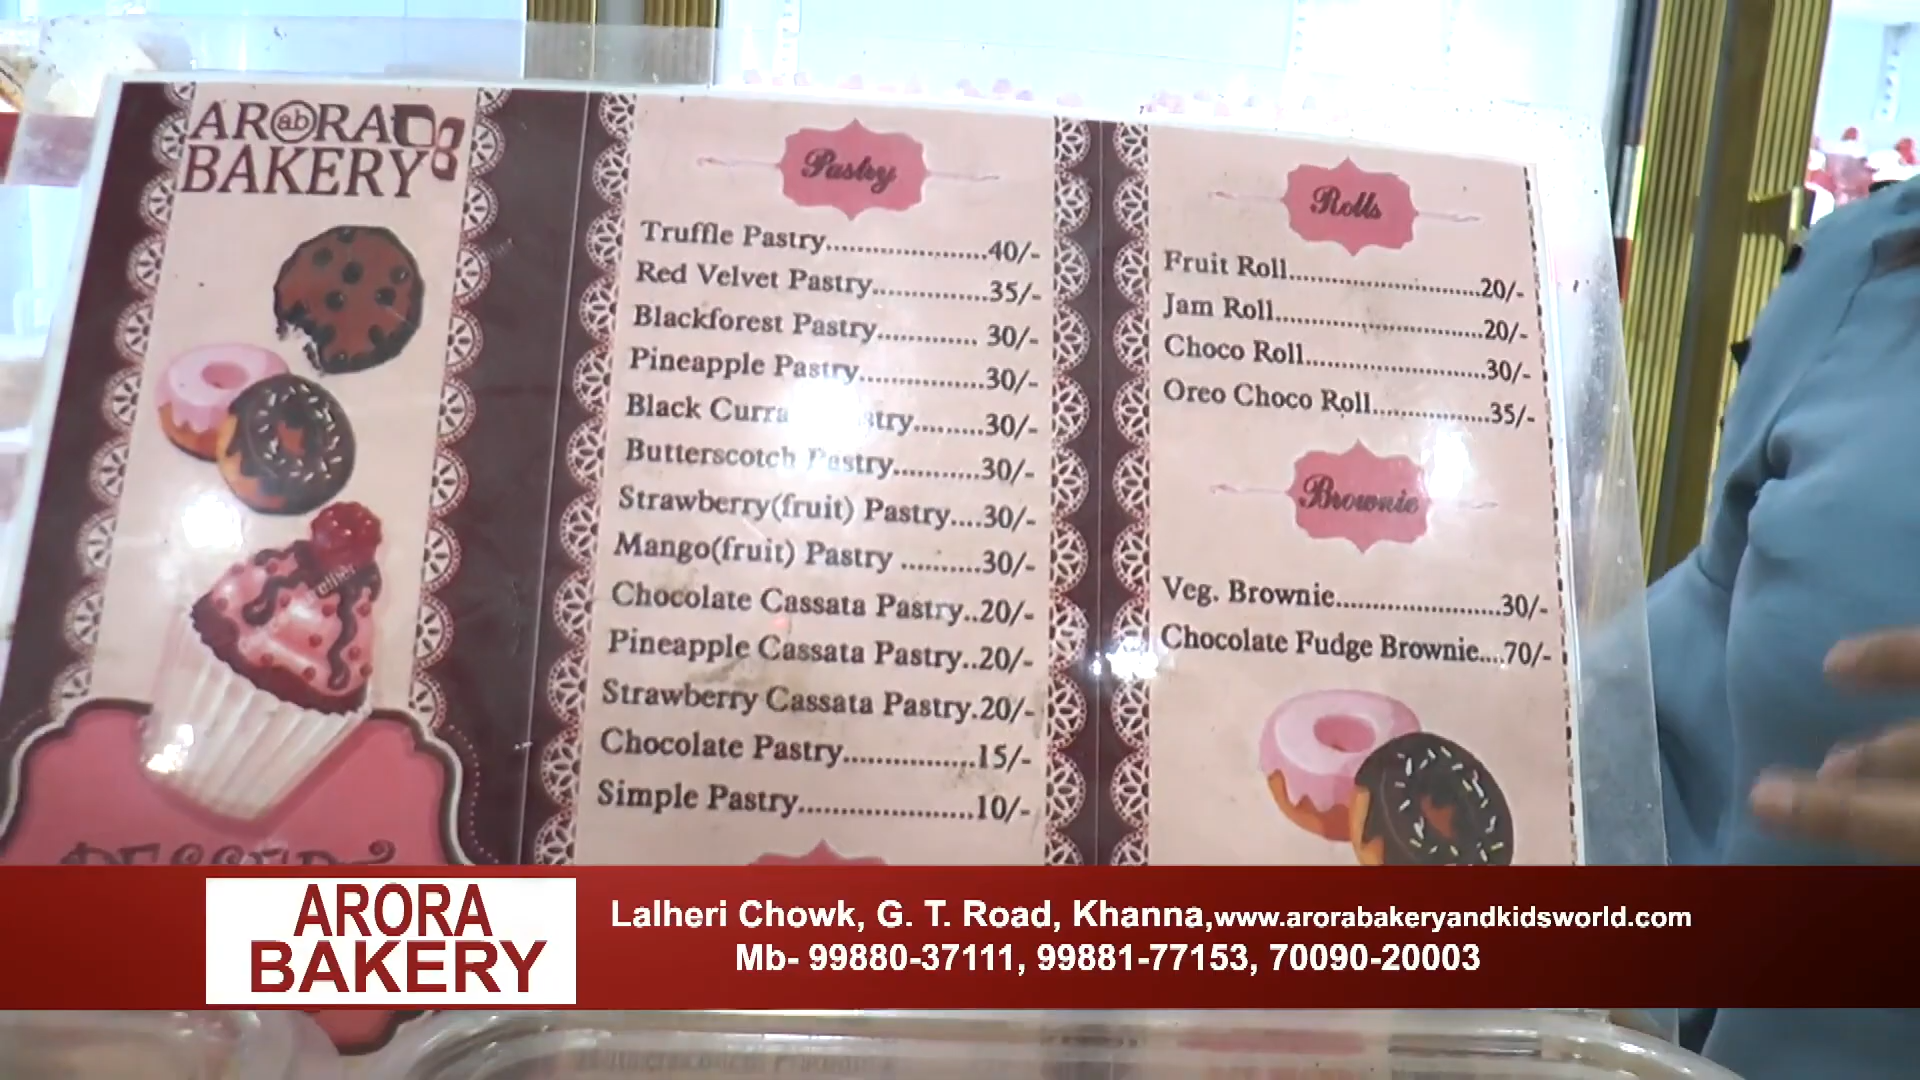 ARORA
BAKERY
Pastry
Truffle Pastry..................40/-
Red Velvet Pastry.............35/-
Blackforest Pastry............ 30/-
Pineapple Pastry..............30/-
Black Curra stry.........30/-
Butterscotch Pastry..........30/-
Strawberry(fruit) Pastry....30/-
Mango(fruit) Pastry ..........30/-
Chocolate Cassata Pastry..20/-
Pineapple Cassata Pastry..20/-
Strawberry Cassata Pastry.20/-
Chocolate Pastry...............15/-
Simple Pastry....................10/-
Rolls
Fruit Roll......................20/-
Jam Roll........................20/-
Choco Roll....................30/-
Oreo Choco Roll.............35/-
Brownie
Veg. Brownie...................30/-
Chocolate Fudge Brownie....70/-
ARORA
BAKERY
Lalheri Chowk, G. T. Road, Khanna,www.arorabakeryandkidsworld.com
Mb- 99880-37111, 99881-77153, 70090-20003